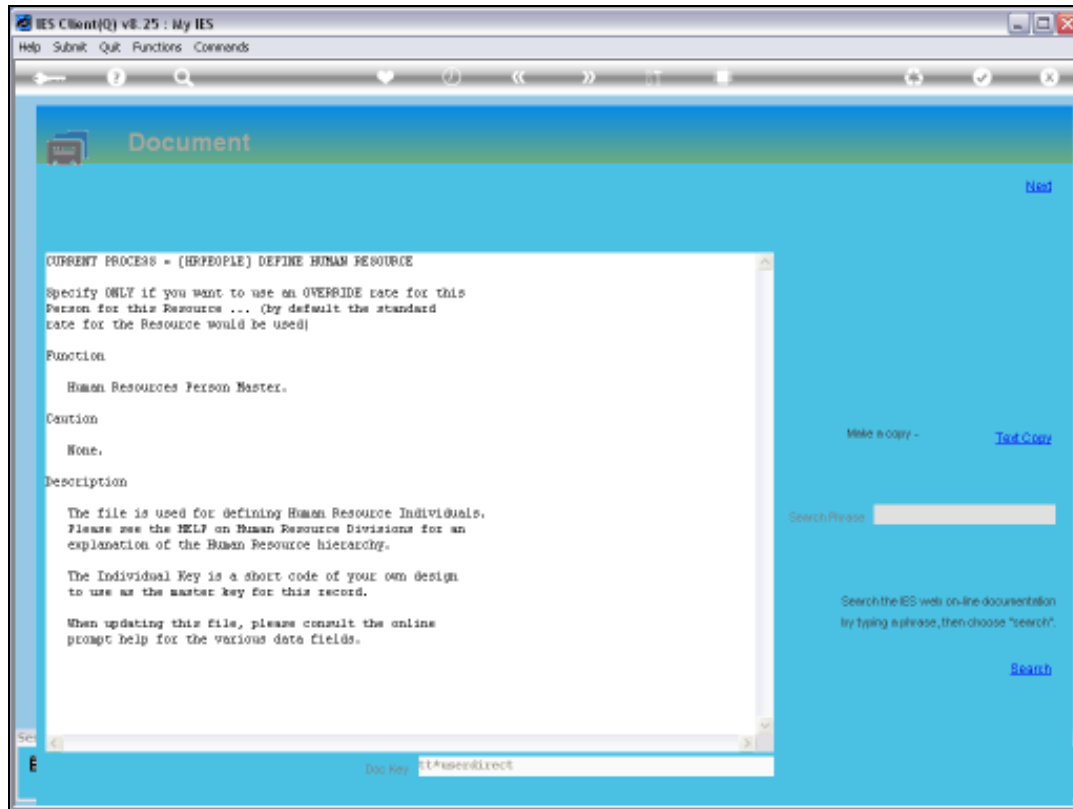 IES Client(Q) v8.25 : My IES
Help Submit Quit Functions Commands
Document
Next
CURRENT PROCESS = [HRPEOPLE] DEFINE HUMAN RESOURCE
Specify ONLY if you want to use an OVERRIDE rate for this
Person for this Resource ... (by default the standard
rate for the Resource would be used)
Function
Human Resources Person Master.
Caution
None.
Description
The file is used for defining Human Resource Individuals.
Please see the HELP on Human Resource Divisions for an
explanation of the Human Resource hierarchy.
The Individual Key is a short code of your own design
to use as the master key for this record.
When updating this file, please consult the online
prompt help for the various data fields.
Make a copy -
Text Copy
Search Phrase
Search the IES web on-line documentation
by typing a phrase, then choose "search".
Search
Doc Key tt*userdirect